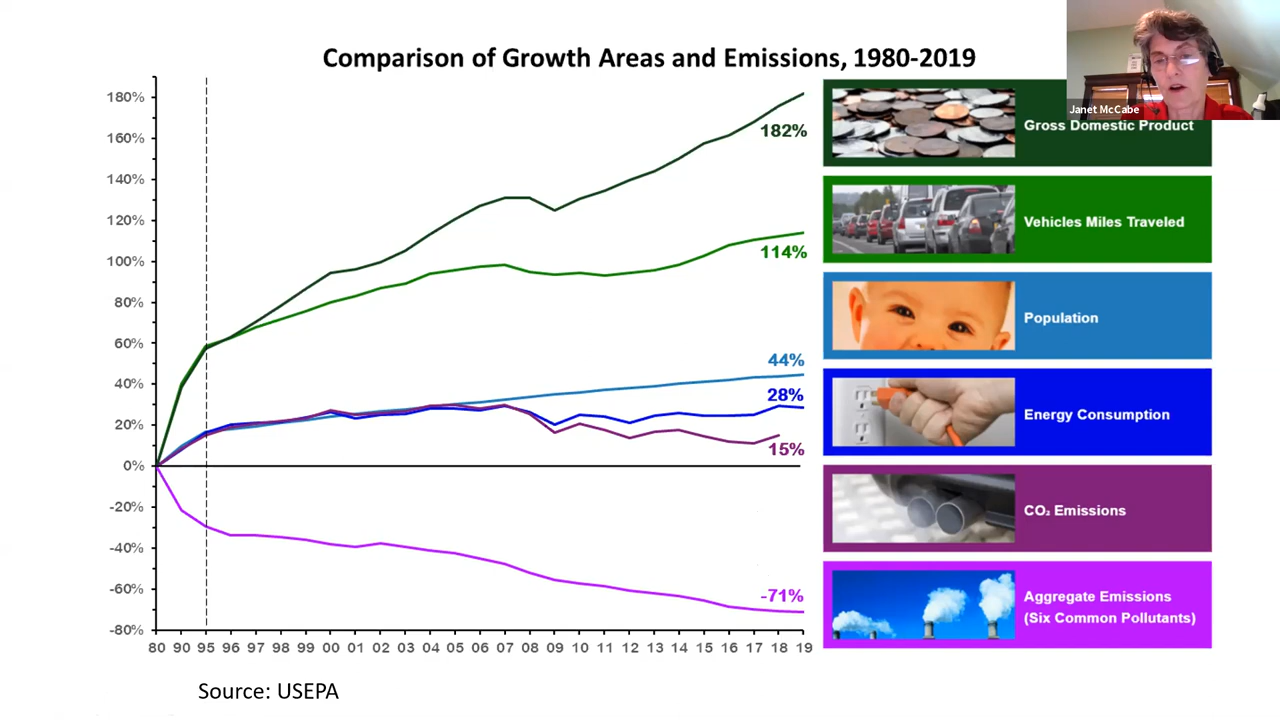 Comparison of Growth Areas and Emissions, 1980-2019
Janet McCabe
180%
160%
140%
120%
100%
80%
60%
40%
20%
0%
-20%
-40%
-60%
-80%
182%
114%
44%
28%
15%
-71%
80 90 95 96 97 98 99 00 01 02 03 04 05 06 07 08 09 10 11 12 13 14 15 16 17 18 19
Gross Domestic Product
Vehicles Miles Traveled
Population
Energy Consumption
CO₂ Emissions
Aggregate Emissions
(Six Common Pollutants)
Source: USEPA